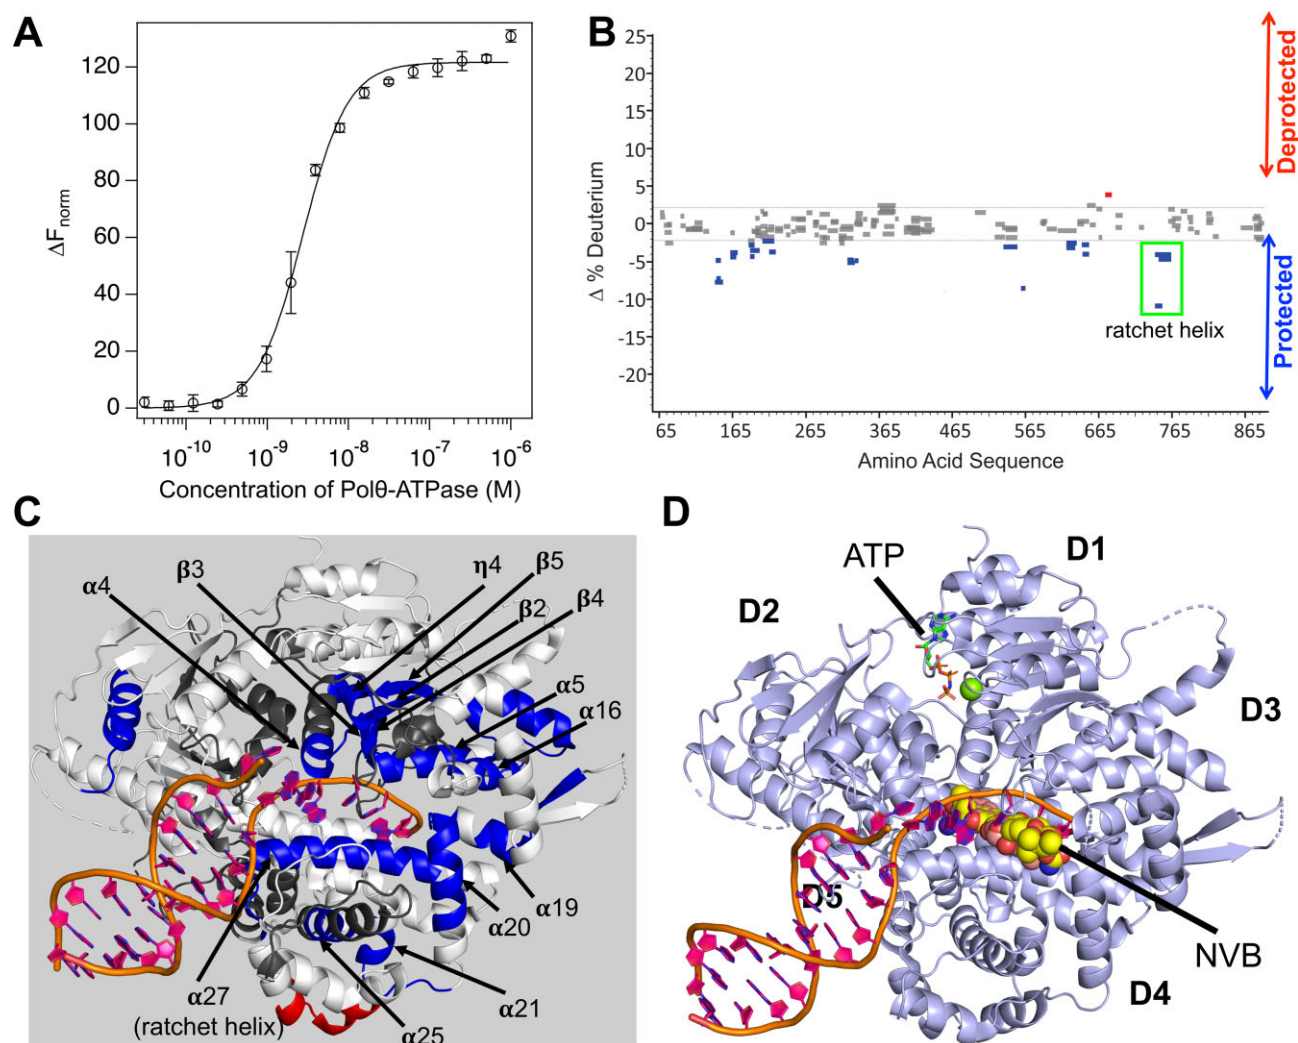 A
ΔFnorm
120
100
80
60
40
20
0
10-10
10-9
10-8
10-7
10-6
Concentration of Polθ-ATPase (M)
B
Δ % Deuterium
25
20
15
10
5
0
-5
-10
-15
-20
65 165 265 365 465 565 665 765 865
Amino Acid Sequence
ratchet helix
Deprotected
Protected
C
α4
β3
η4
β5
β2
β4
α5
α16
α19
α20
α21
α25
α27
(ratchet helix)
D
ATP
D1
D2
D3
D5
NVB
D4